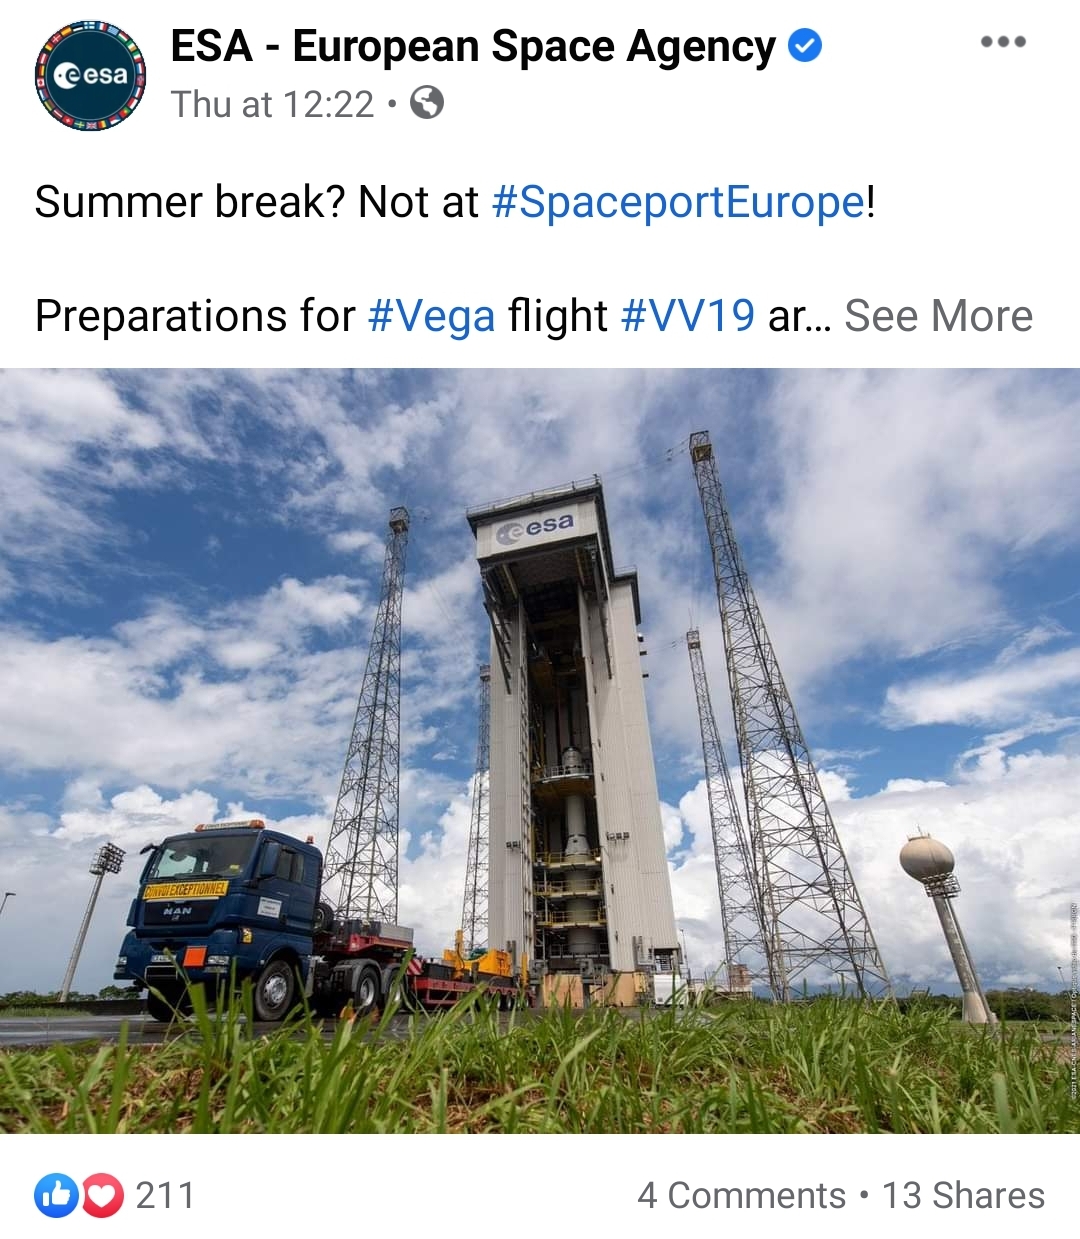 esa
ESA - European Space Agency
Thu at 12:22 •
Summer break? Not at #SpaceportEurope!
Preparations for #Vega flight #VV19 ar... See More
esa
CONVOI EXCEPTIONNEL
MAN
211
4 Comments • 13 Shares